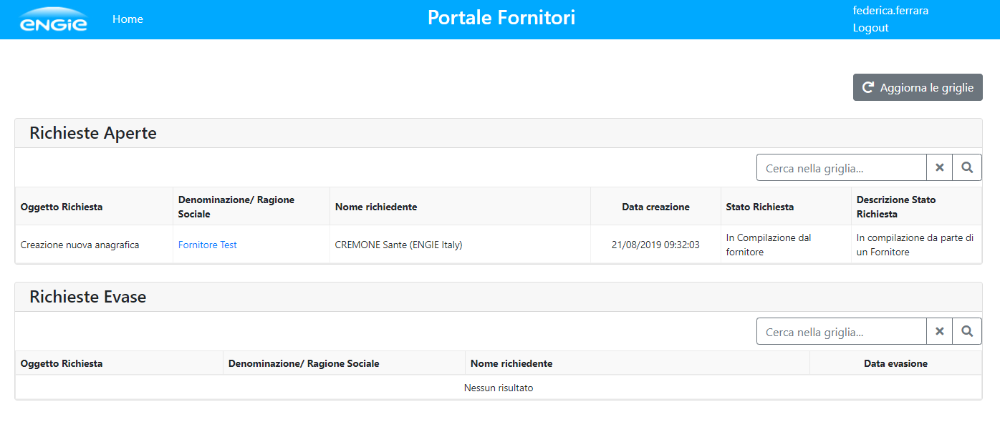 ENGIE
Home
Portale Fornitori
federica.ferrara
Logout
Aggiorna le griglie
Richieste Aperte
Cerca nella griglia...
Oggetto Richiesta
Denominazione/ Ragione
Sociale
Nome richiedente
Data creazione
Stato Richiesta
Descrizione Stato
Richiesta
Creazione nuova anagrafica
Fornitore Test
CREMONE Sante (ENGIE Italy)
21/08/2019 09:32:03
In Compilazione dal
fornitore
In compilazione da parte di
un Fornitore
Richieste Evase
Cerca nella griglia...
Oggetto Richiesta
Denominazione/ Ragione Sociale
Nome richiedente
Data evasione
Nessun risultato